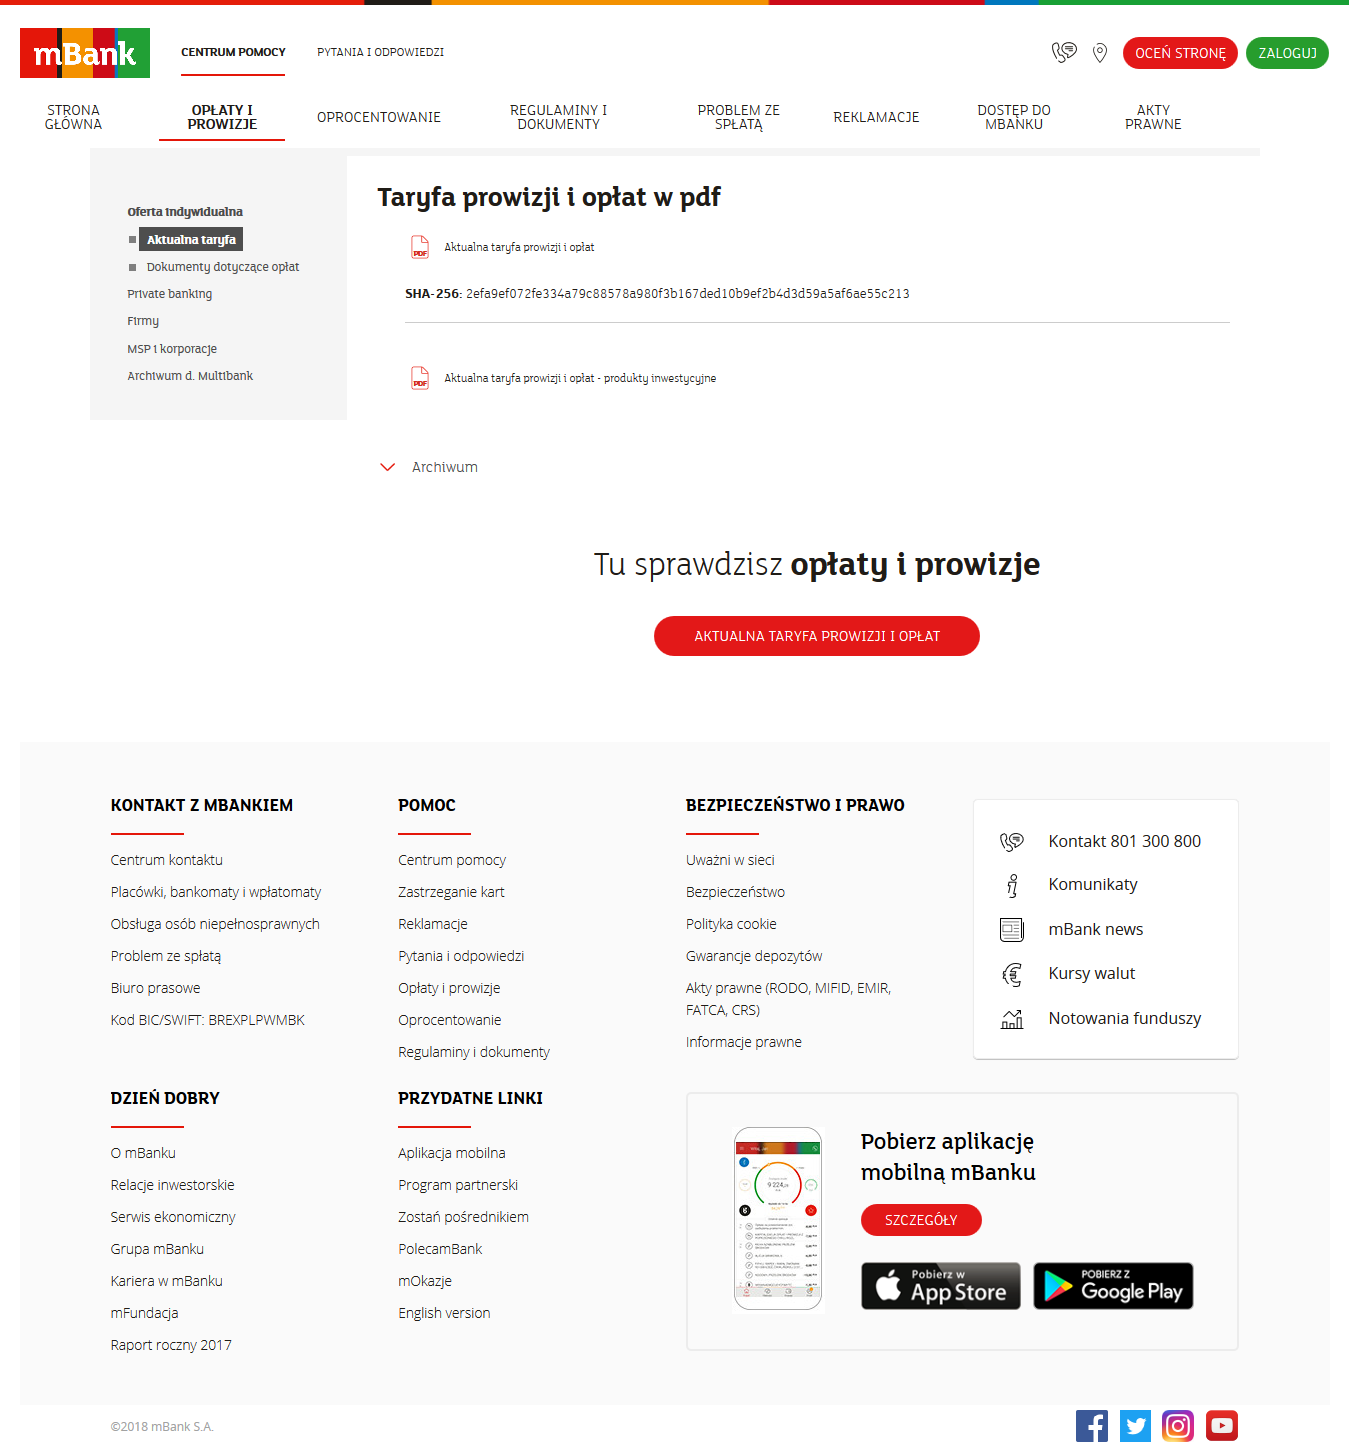 mBank
CENTRUM POMOCY
PYTANIA I ODPOWIEDZI
OCEŃ STRONĘ
ZALOGUJ
STRONA
GŁÓWNA
OPŁATY I
PROWIZJE
OPROCENTOWANIE
REGULAMINY I
DOKUMENTY
PROBLEM ZE
SPŁATĄ
REKLAMACJE
DOSTĘP DO
MBANKU
AKTY
PRAWNE
Oferta indywidualna
Aktualna taryfa
Dokumenty dotyczące opłat
Private banking
Firmy
MSP i korporacje
Archiwum d. Multibank
Taryfa prowizji i opłat w pdf
PDF Aktualna taryfa prowizji i opłat
SHA-256: 2efa9ef072fe334a79c88578a980f3b167ded10b9ef2b4d3d59a5af6ae55c213
PDF Aktualna taryfa prowizji i opłat - produkty inwestycyjne
Archiwum
Tu sprawdzisz opłaty i prowizje
AKTUALNA TARYFA PROWIZJI I OPŁAT
KONTAKT Z MBANKIEM
Centrum kontaktu
Placówki, bankomaty i wpłatomaty
Obsługa osób niepełnosprawnych
Problem ze spłatą
Biuro prasowe
Kod BIC/SWIFT: BREXPLPWMBK
POMOC
Centrum pomocy
Zastrzeganie kart
Reklamacje
Pytania i odpowiedzi
Opłaty i prowizje
Oprocentowanie
Regulaminy i dokumenty
BEZPIECZEŃSTWO I PRAWO
Uważni w sieci
Bezpieczeństwo
Polityka cookie
Gwarancje depozytów
Akty prawne (RODO, MIFID, EMIR,
FATCA, CRS)
Informacje prawne
Kontakt 801 300 800
Komunikaty
mBank news
Kursy walut
Notowania funduszy
DZIEŃ DOBRY
O mBanku
Relacje inwestorskie
Serwis ekonomiczny
Grupa mBanku
Kariera w mBanku
mFundacja
Raport roczny 2017
PRZYDATNE LINKI
Aplikacja mobilna
Program partnerski
Zostań pośrednikiem
PolecamBank
mOkazje
English version
9 224
Pobierz aplikację
mobilną mBanku
SZCZEGÓŁY
Pobierz w
App Store
POBIERZ Z
Google Play
©2018 mBank S.A.